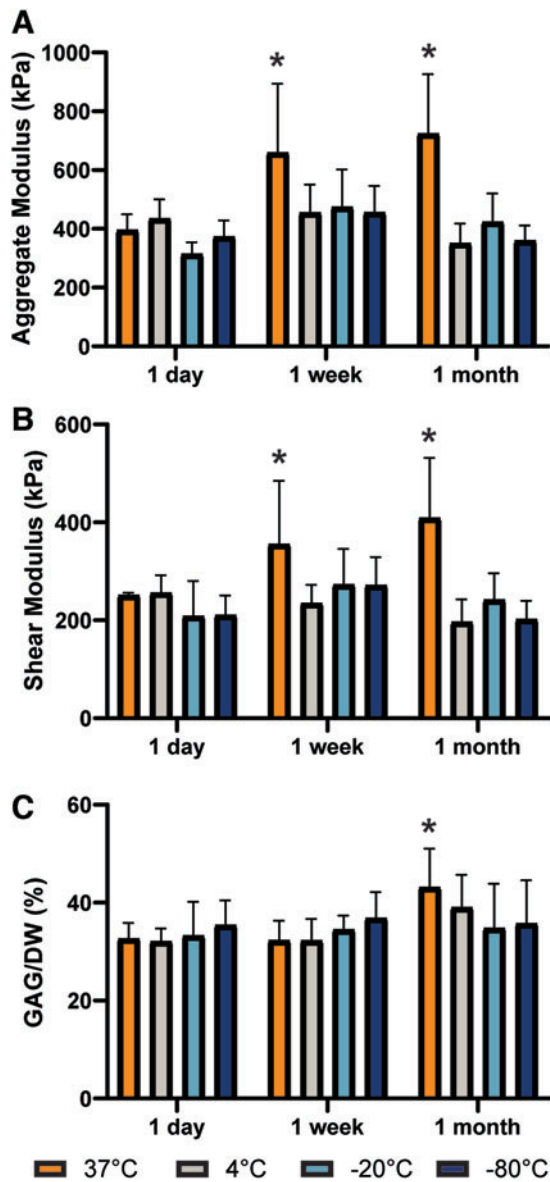 A
Aggregate Modulus (kPa)
1000
800
600
400
200
0
*
*
1 day
1 week
1 month
B
Shear Modulus (kPa)
600
400
200
0
*
*
1 day
1 week
1 month
C
GAG/DW (%)
60
40
20
0
*
1 day
1 week
1 month
37°C
4°C
-20°C
-80°C